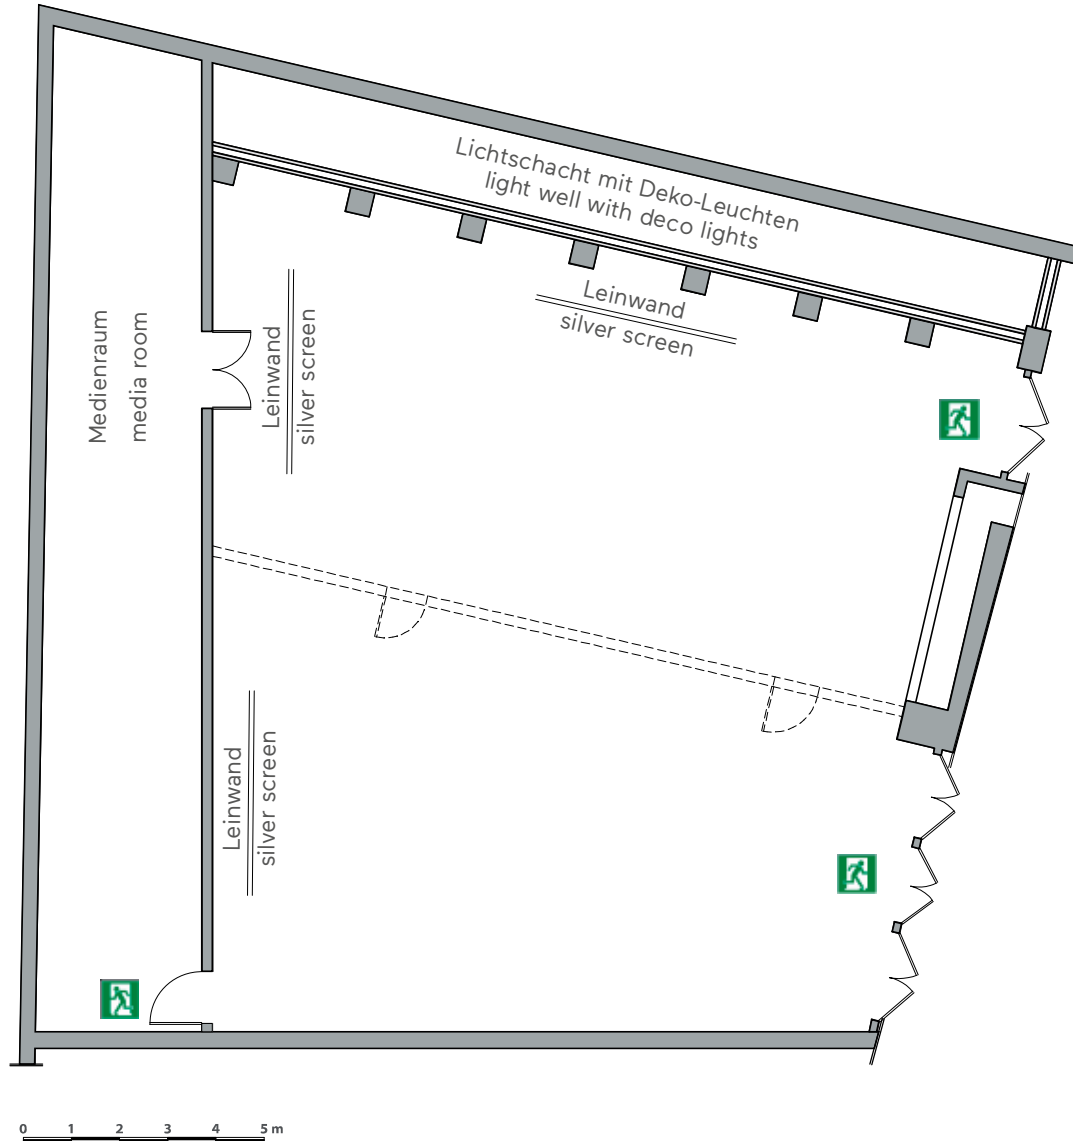 Lichtschacht mit Deko-Leuchten
light well with deco lights
Leinwand
silver screen
Medienraum
media room
Leinwand
silver screen
Leinwand
silver screen
0 1 2 3 4 5 m